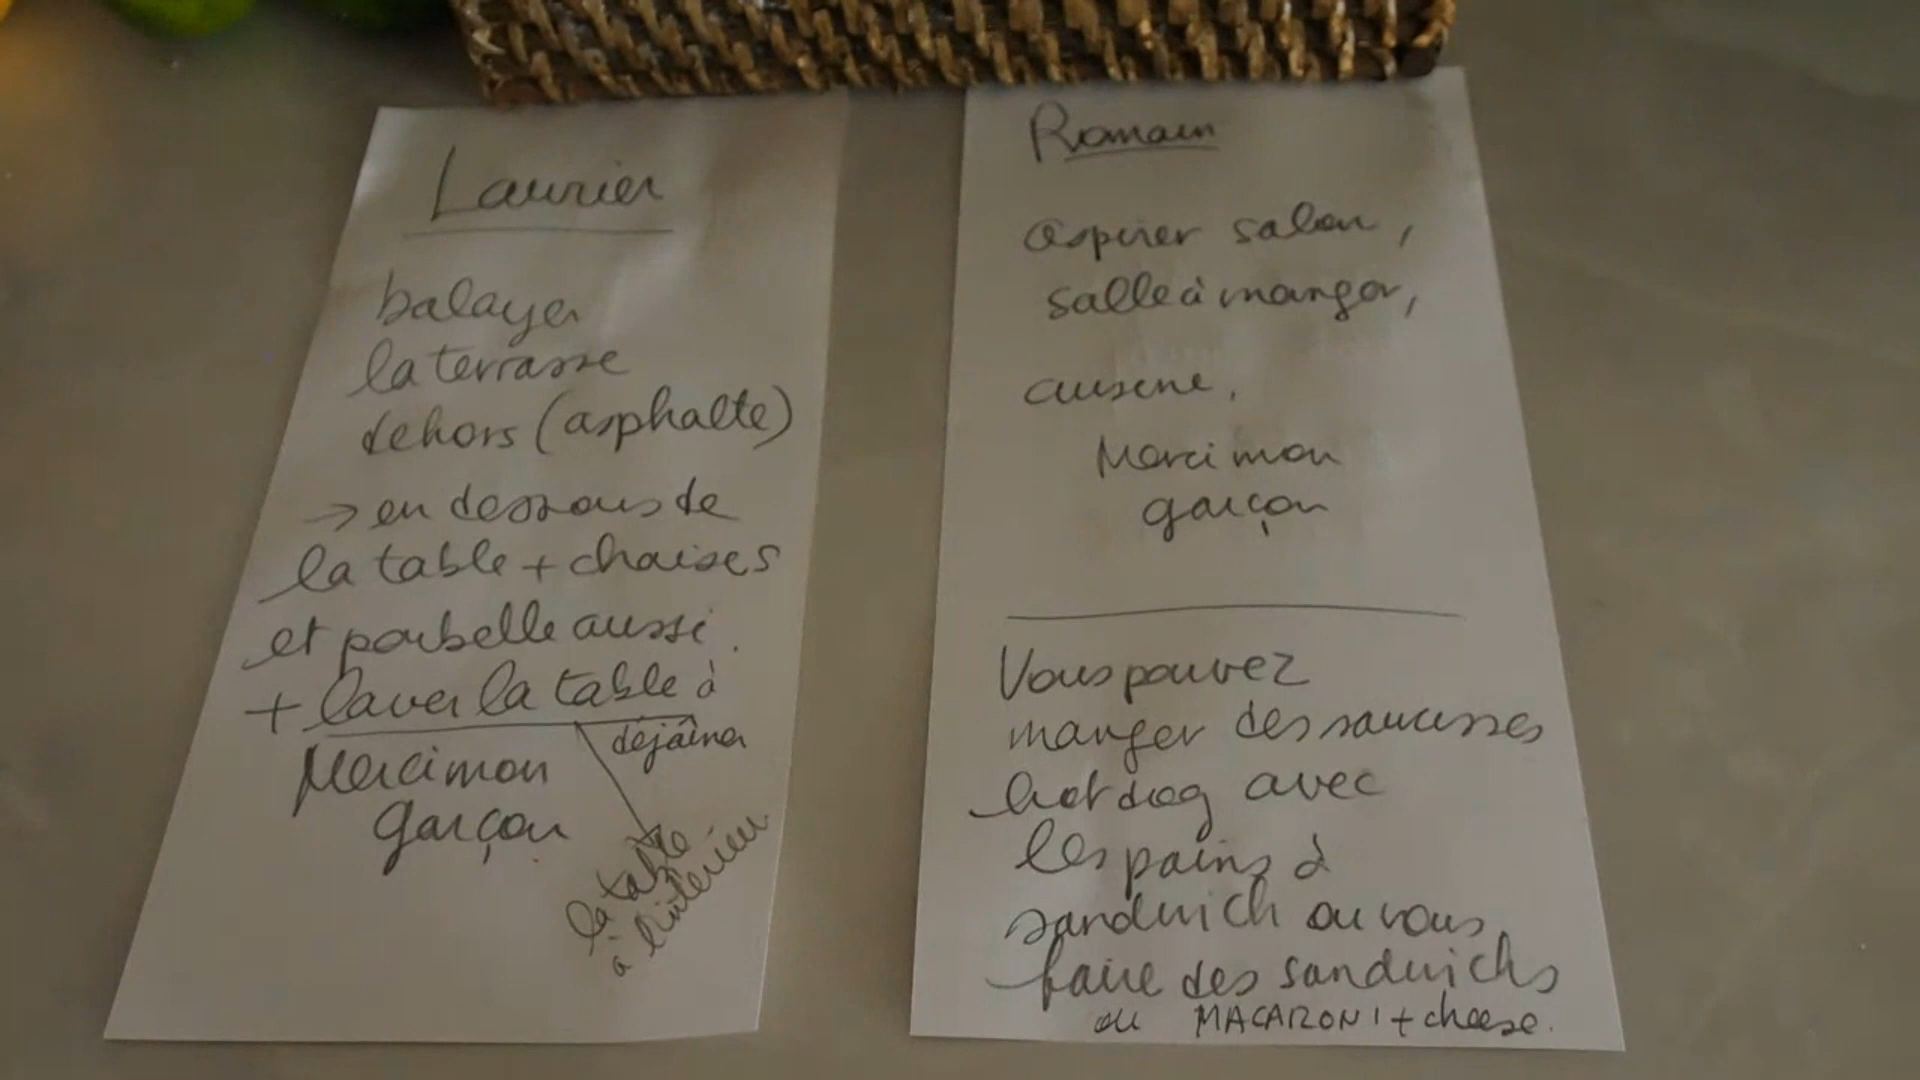 Laurier
balayer
la terrasse
dehors (asphalte)
→ en dessous de
la table + chaises
et poubelle aussi.
+ laver la table à
déjeûner
Merci mon
garçon
la table
à l'intérieur
Romain
aspirer salon,
salle à manger,
cuisine,
Merci mon
garçon
Vous pouvez
manger des saucisses
hot dog avec
les pains à
sandwich ou vous
faire des sandwichs
ou MACARONI + cheese.